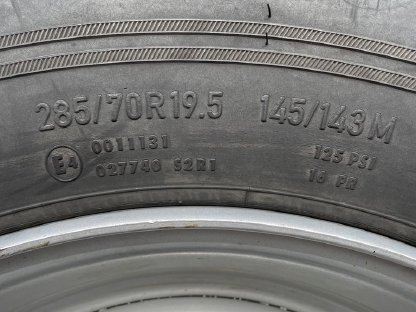 285/70R19.5 145/143M
E4 0011131 125 PSI
027740 S2R1 16 PR